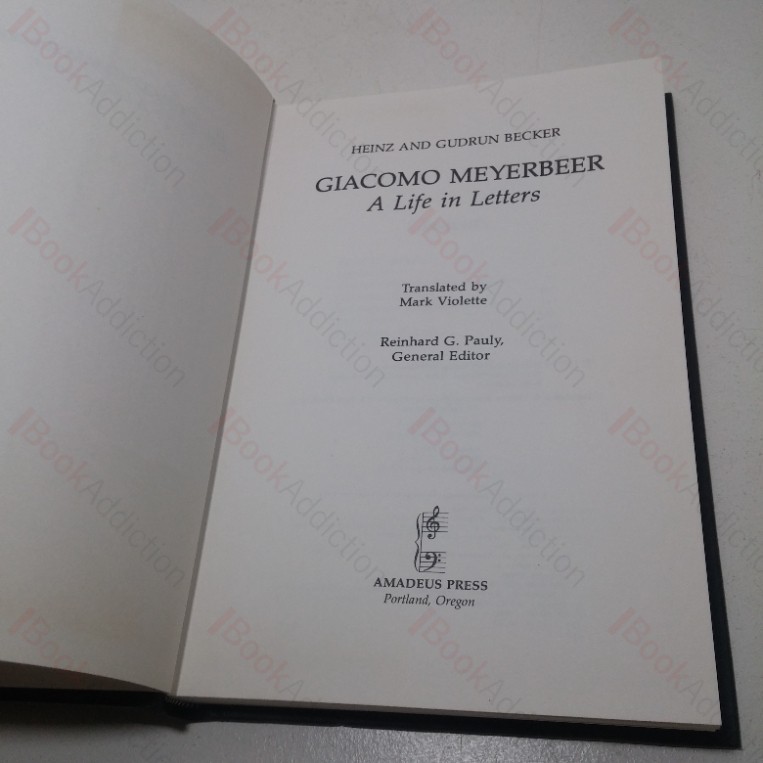 HEINZ AND GUDRUN BECKER
GIACOMO MEYERBEER
A Life in Letters
Translated by
Mark Violette
Reinhard G. Pauly,
General Editor
AMADEUS PRESS
Portland, Oregon
BookAddiction